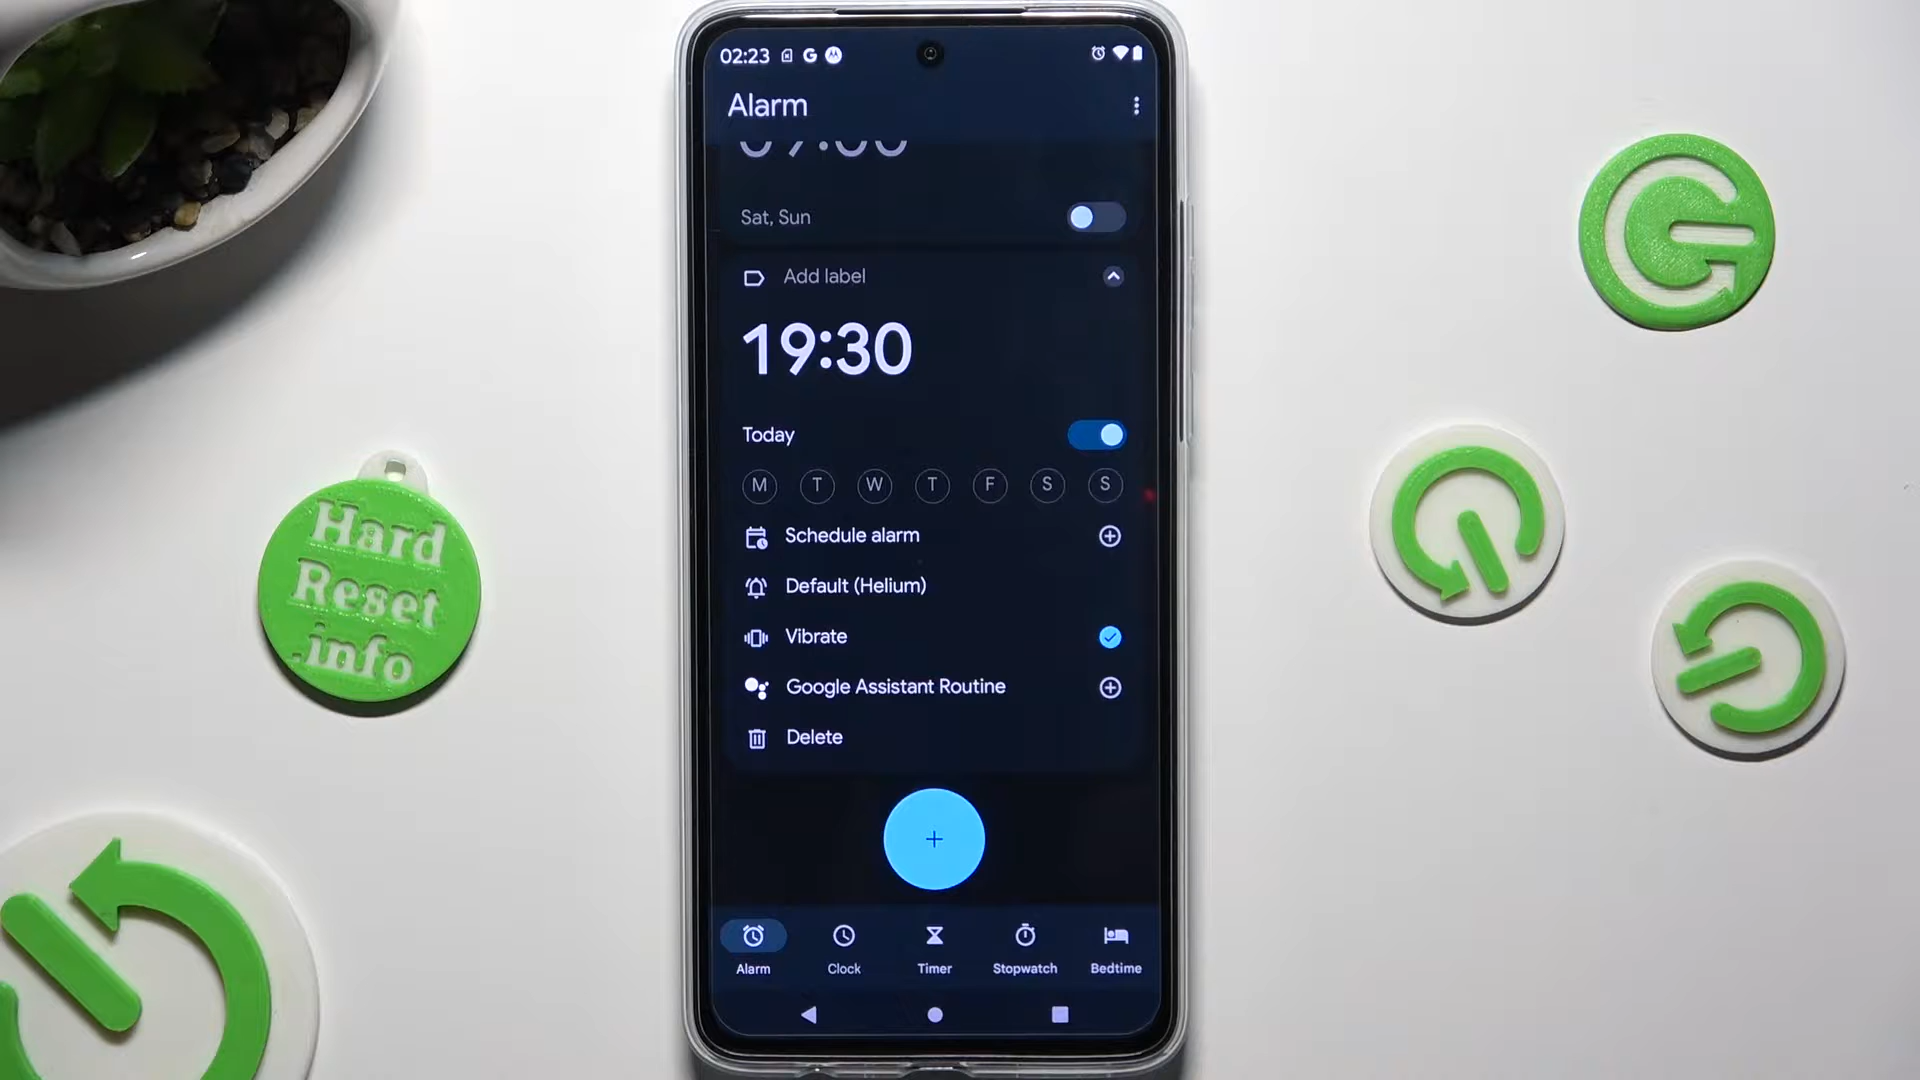 02:23
Alarm
Sat, Sun
Add label
19:30
Today
M T W T F S S
Schedule alarm
Default (Helium)
Vibrate
Google Assistant Routine
Delete
Alarm Clock Timer Stopwatch Bedtime
Hard
Reset
.info